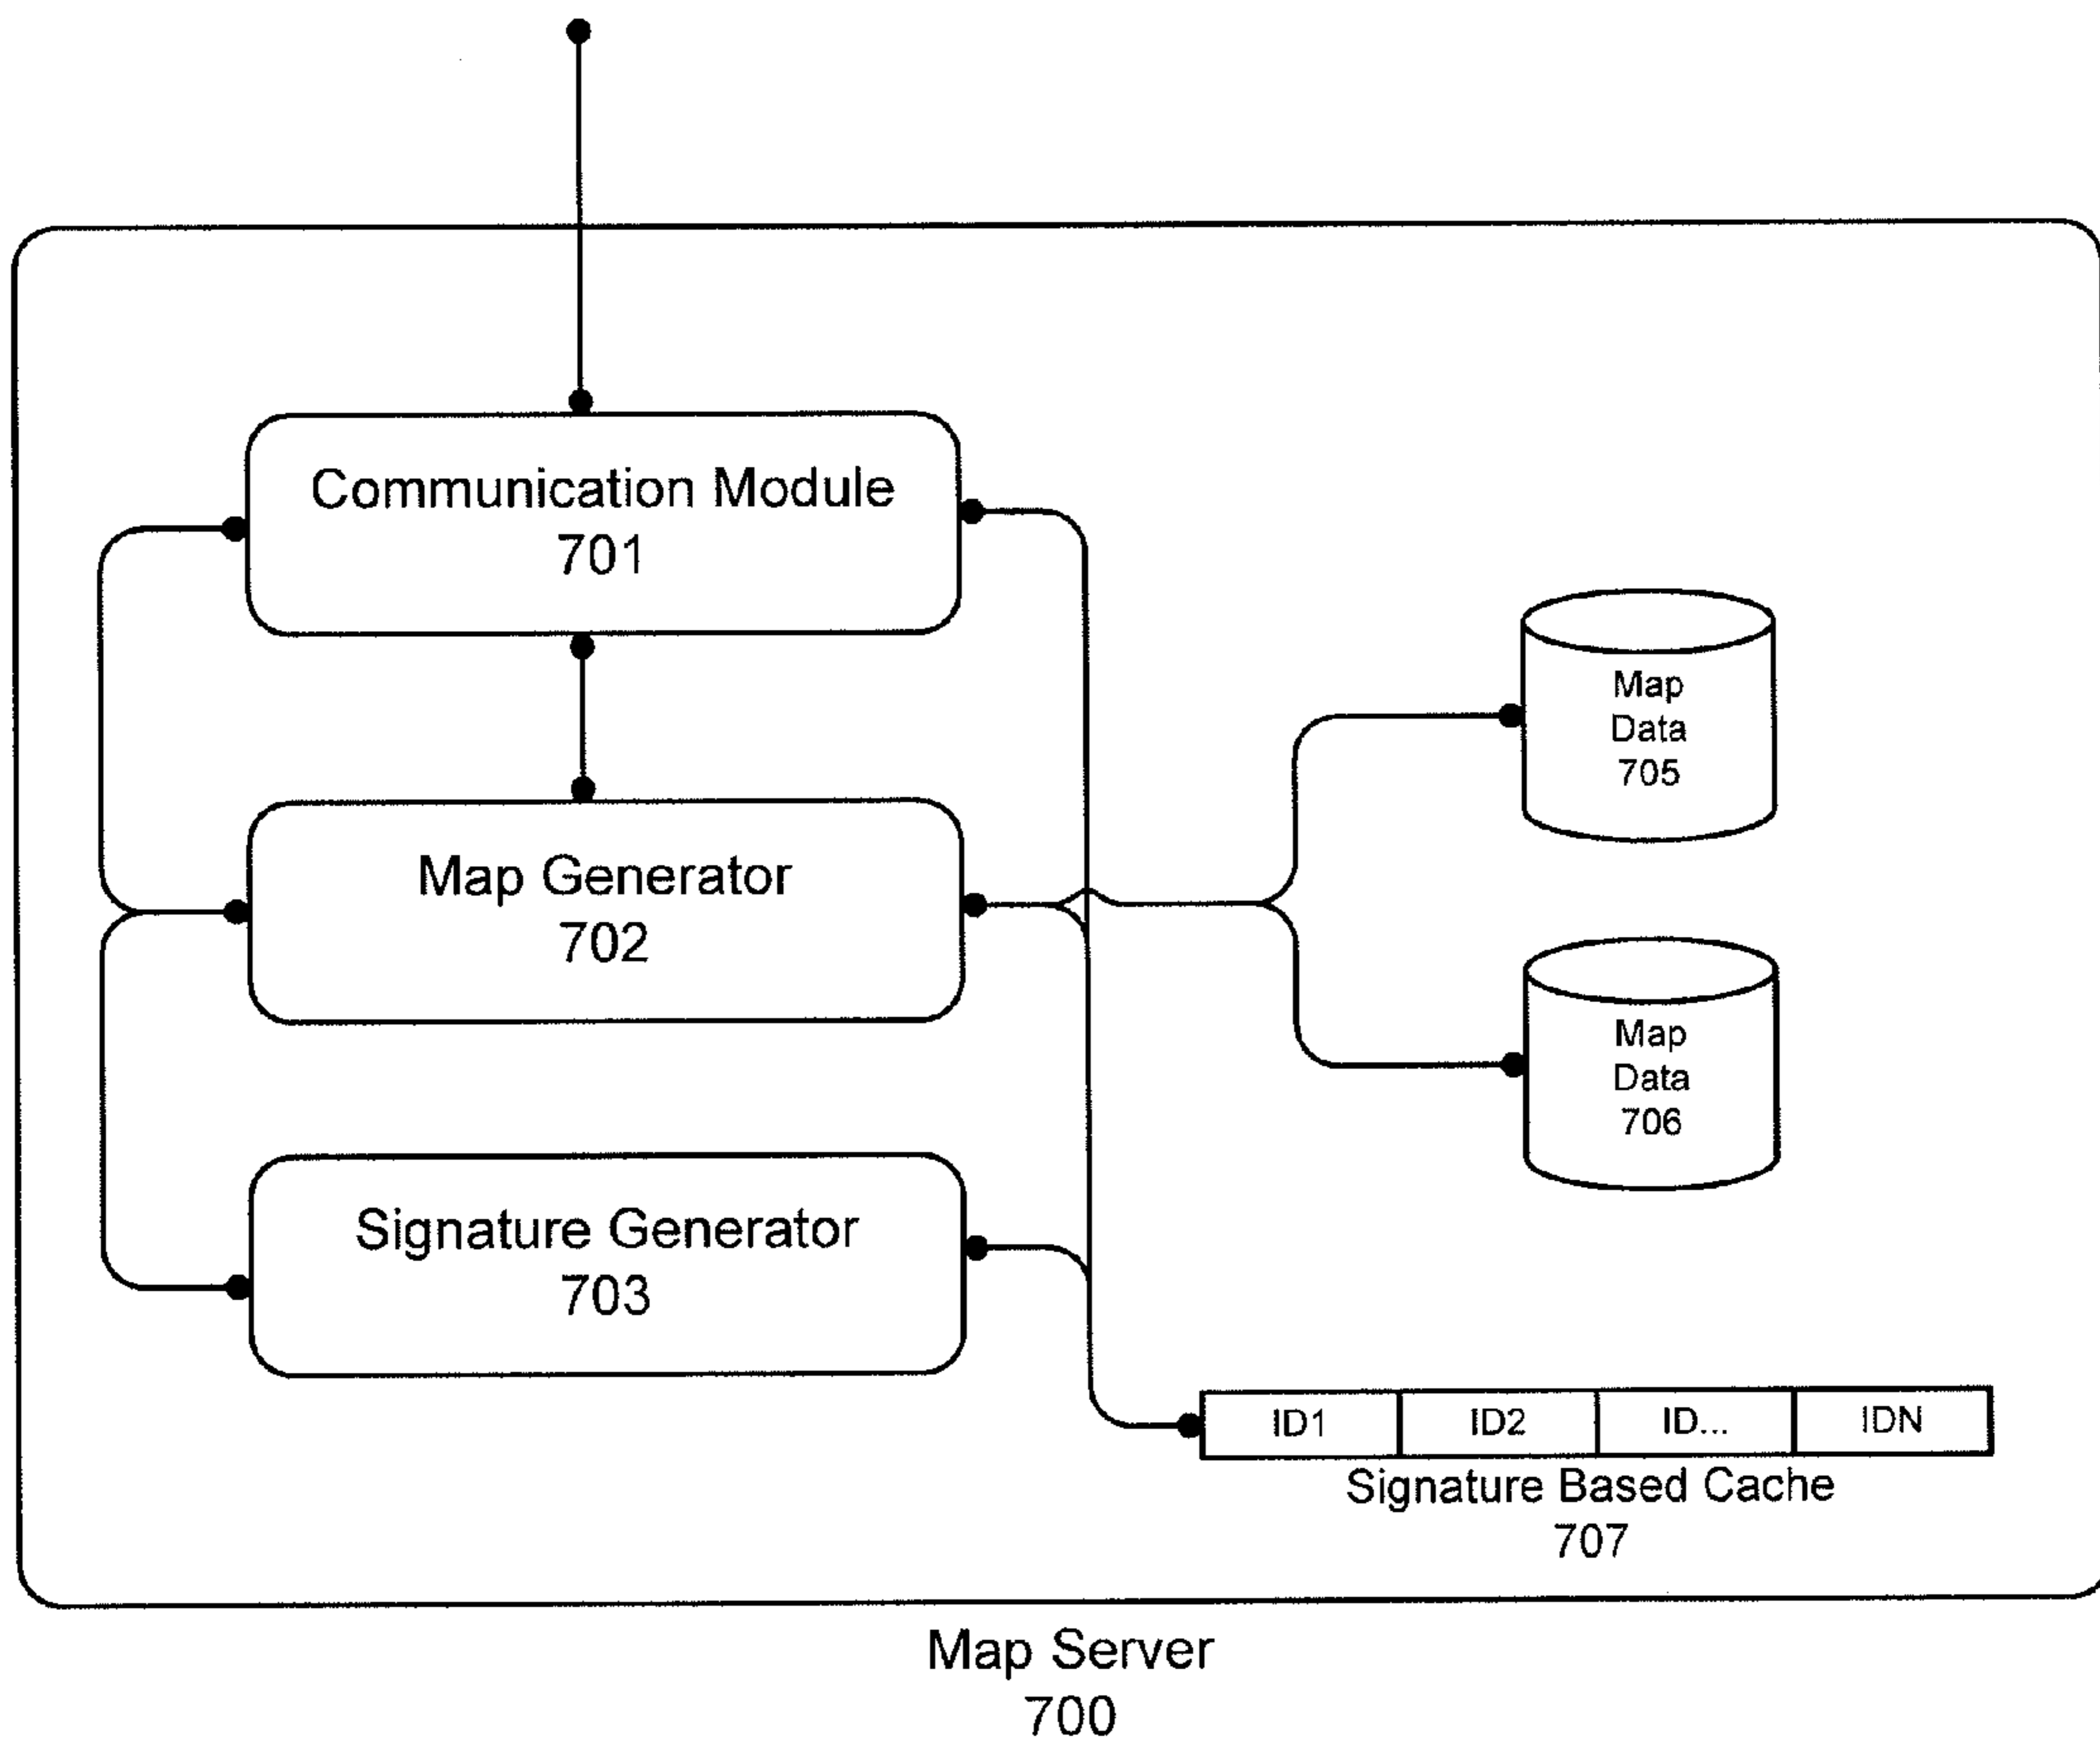 Communication Module
701
Map Generator
702
Signature Generator
703
Map
Data
705
Map
Data
706
ID1
ID2
ID...
IDN
Signature Based Cache
707
Map Server
700